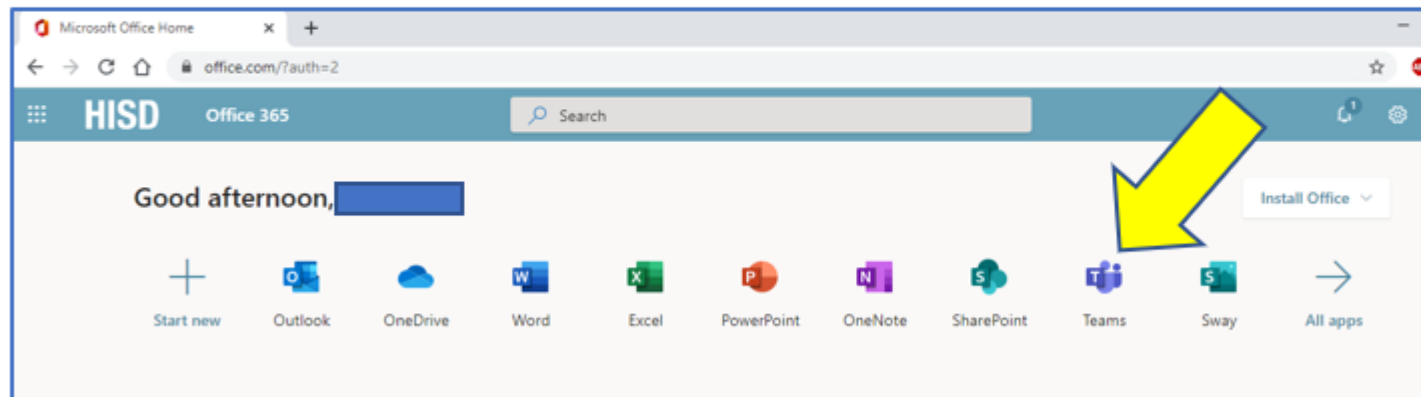 Microsoft Office Home
office.com/?auth=2
HISD Office 365 Search 1
Good afternoon,
Install Office
Start new Outlook OneDrive Word Excel PowerPoint OneNote SharePoint Teams Sway All apps